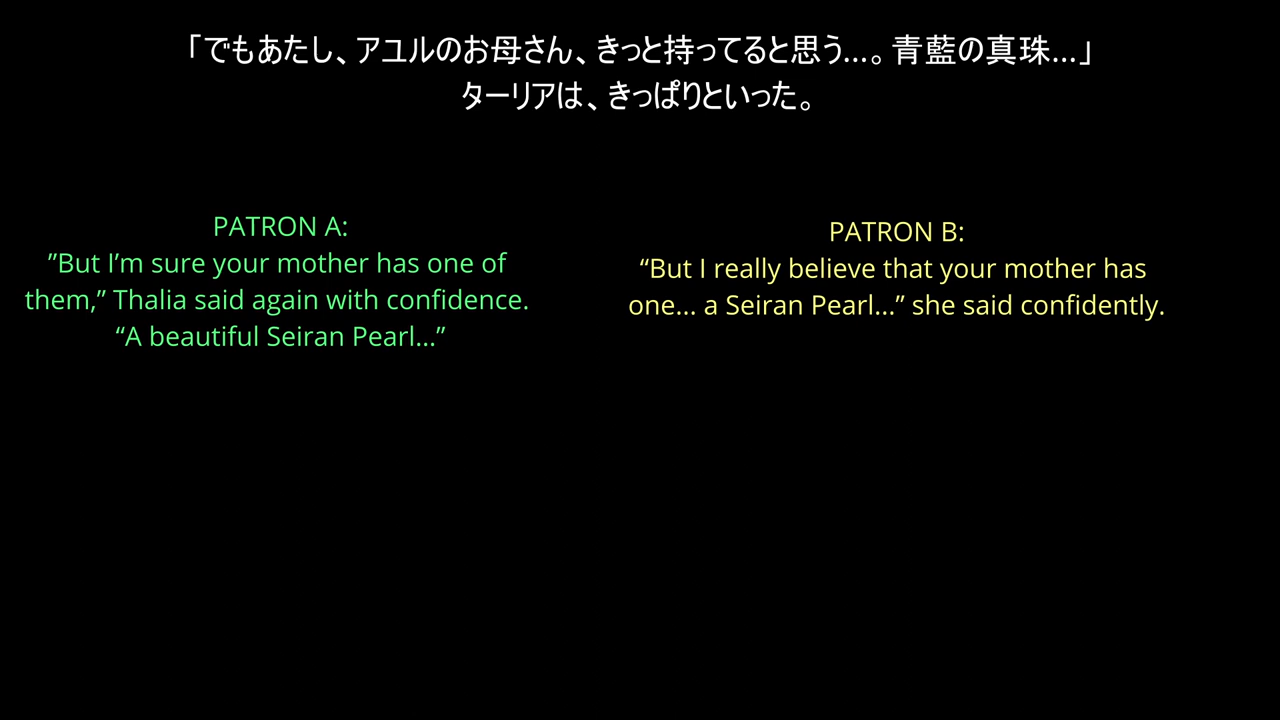 「でもあたし、アユルのお母さん、きっと持ってると思う…。青藍の真珠…」
ターリアは、きっぱりといった。
PATRON A:
”But I’m sure your mother has one of
them,” Thalia said again with confidence.
“A beautiful Seiran Pearl...”
PATRON B:
“But I really believe that your mother has
one... a Seiran Pearl...” she said confidently.